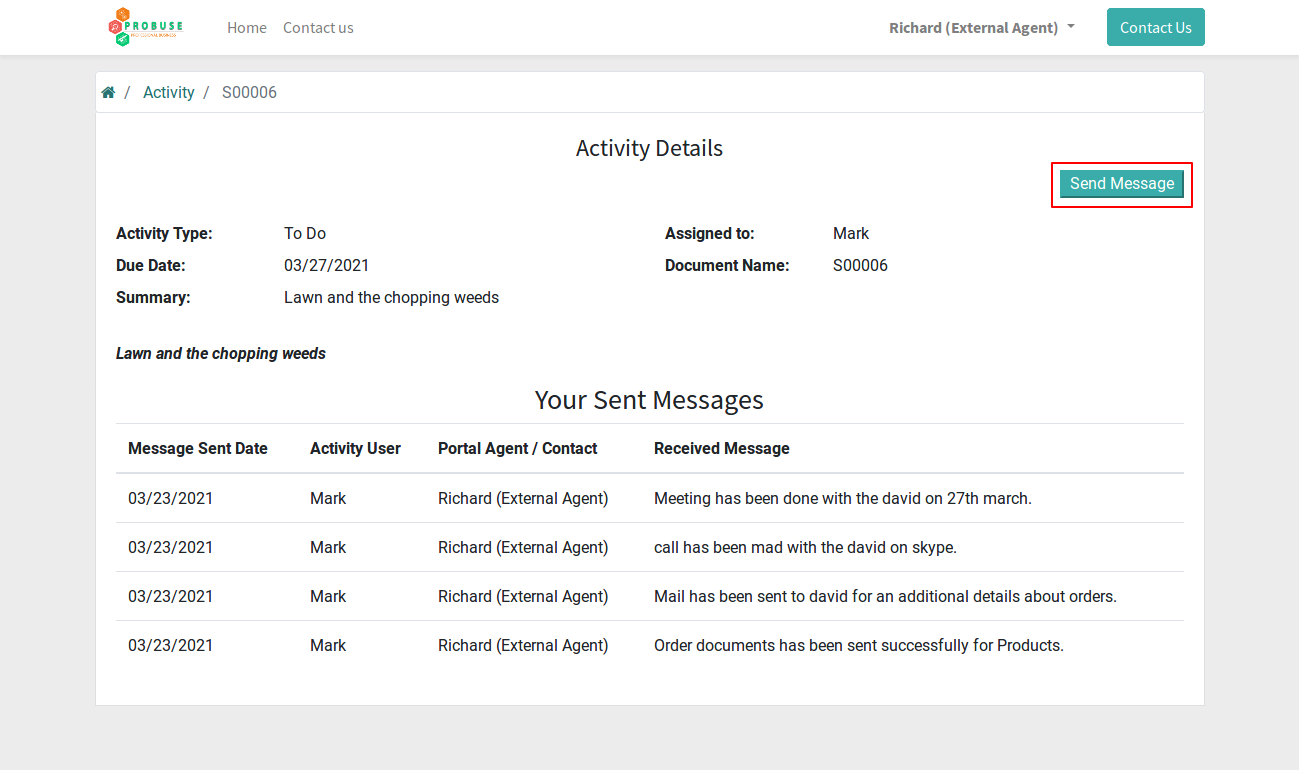 PROBUSE
PROFESSIONAL BUSINESS
Home Contact us Richard (External Agent) Contact Us
/ Activity / S00006
Activity Details
Send Message
Activity Type: To Do Assigned to: Mark
Due Date: 03/27/2021 Document Name: S00006
Summary: Lawn and the chopping weeds
Lawn and the chopping weeds
Your Sent Messages
Message Sent Date Activity User Portal Agent / Contact Received Message
03/23/2021 Mark Richard (External Agent) Meeting has been done with the david on 27th march.
03/23/2021 Mark Richard (External Agent) call has been mad with the david on skype.
03/23/2021 Mark Richard (External Agent) Mail has been sent to david for an additional details about orders.
03/23/2021 Mark Richard (External Agent) Order documents has been sent successfully for Products.